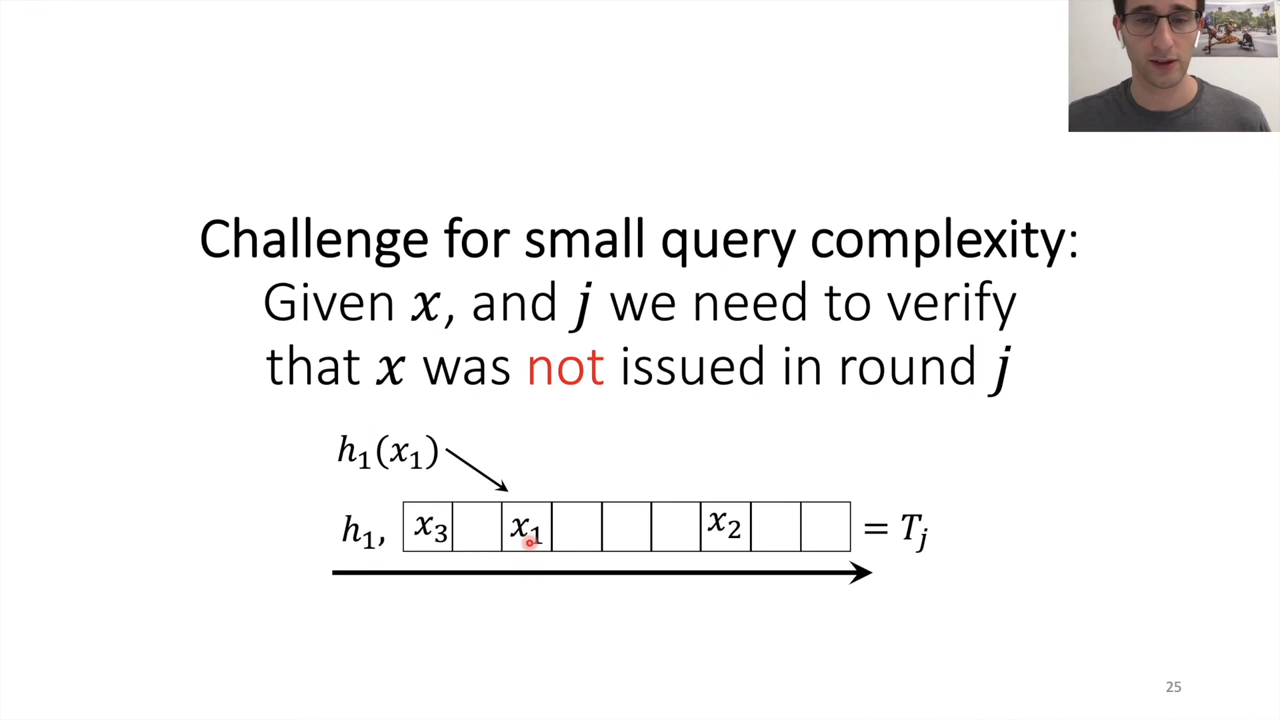 Challenge for small query complexity:
Given x, and j we need to verify
that x was not issued in round j
h₁(x₁)
h₁, x₃ x₁ x₂ = Tⱼ
25